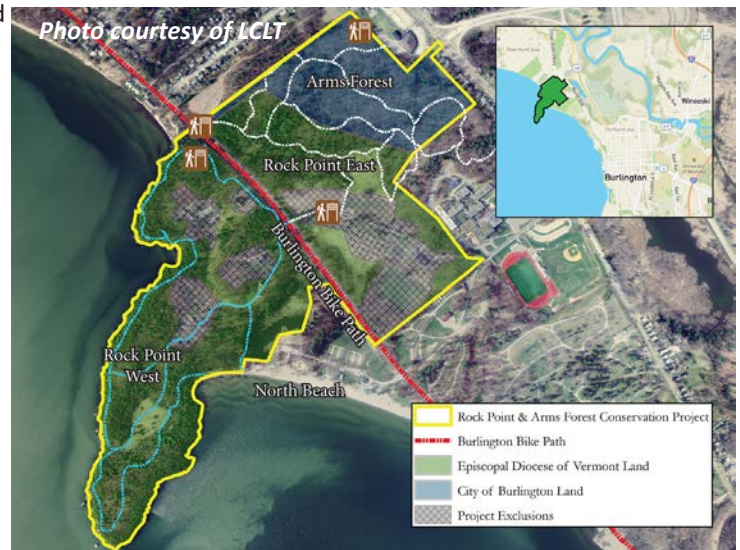 d
Photo courtesy of LCLT
Arms Forest
Rock Point East
Burlington Bike Path
Rock Point
West
North Beach
Winooski
Burlington
Rock Point & Arms Forest Conservation Project
Burlington Bike Path
Episcopal Diocese of Vermont Land
City of Burlington Land
Project Exclusions